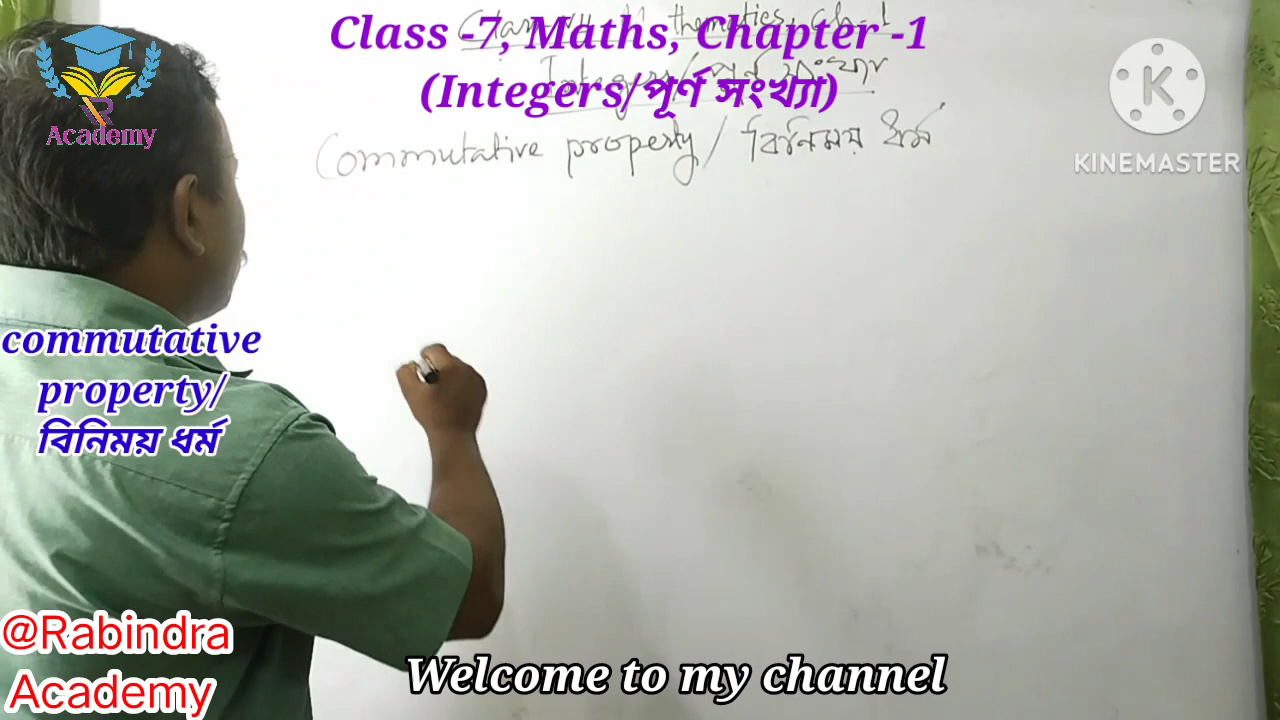 Class -7, Maths, Chapter -1
(Integers/পূর্ণ সংখ্যা)
Commutative property / বিনিময় ধর্ম
Academy
KINEMASTER
commutative
property/
বিনিময় ধর্ম
@Rabindra
Academy
Welcome to my channel